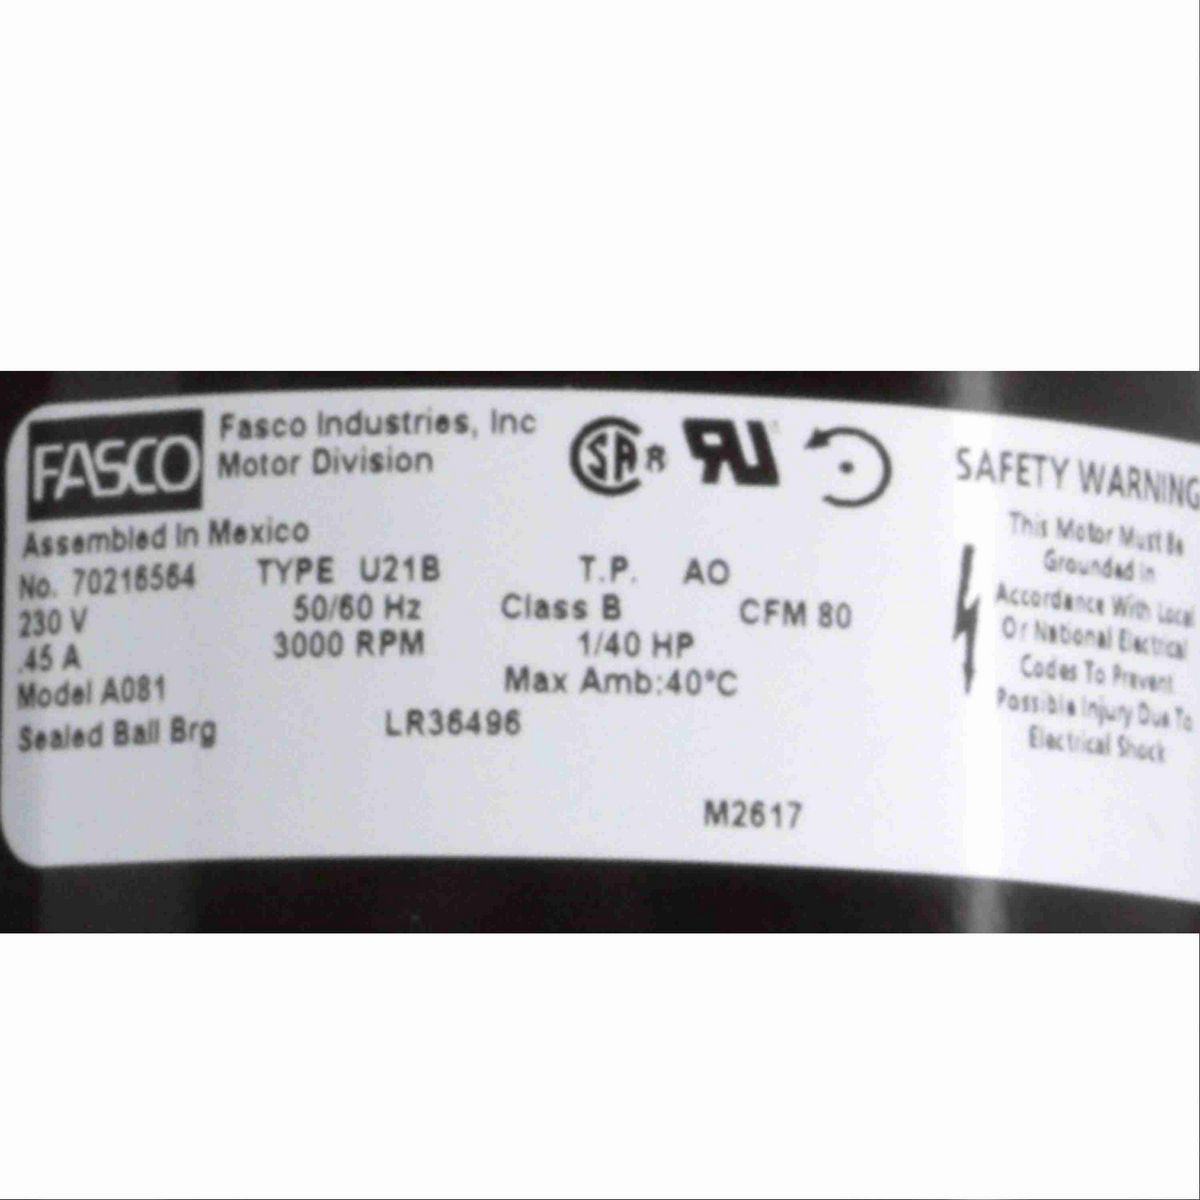 FASCO
Fasco Industries, Inc
Motor Division
Assembled In Mexico
No. 70216564 TYPE U21B T.P. AO
230 V 50/60 Hz Class B CFM 80
.45 A 3000 RPM 1/40 HP
Model A081 Max Amb:40°C
Sealed Ball Brg LR36496
M2617
SAFETY WARNING
This Motor Must Be
Grounded In
Accordance With Local
Or National Electrical
Codes To Prevent
Possible Injury Due To
Electrical Shock